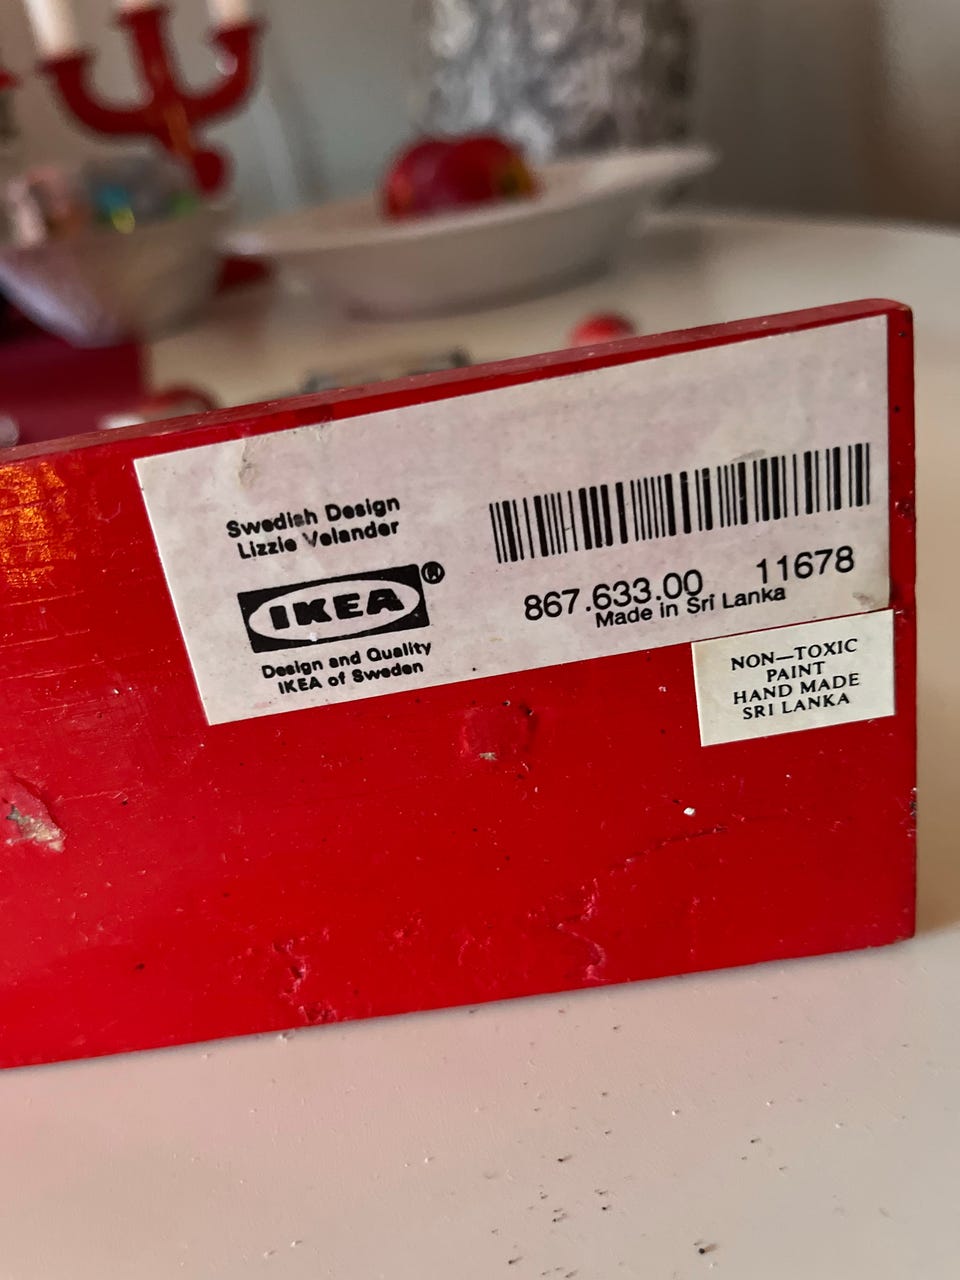 Swedish Design
Lizzie Velander
IKEA®
Design and Quality
IKEA of Sweden
867.633.00 11678
Made in Sri Lanka
NON—TOXIC
PAINT
HAND MADE
SRI LANKA